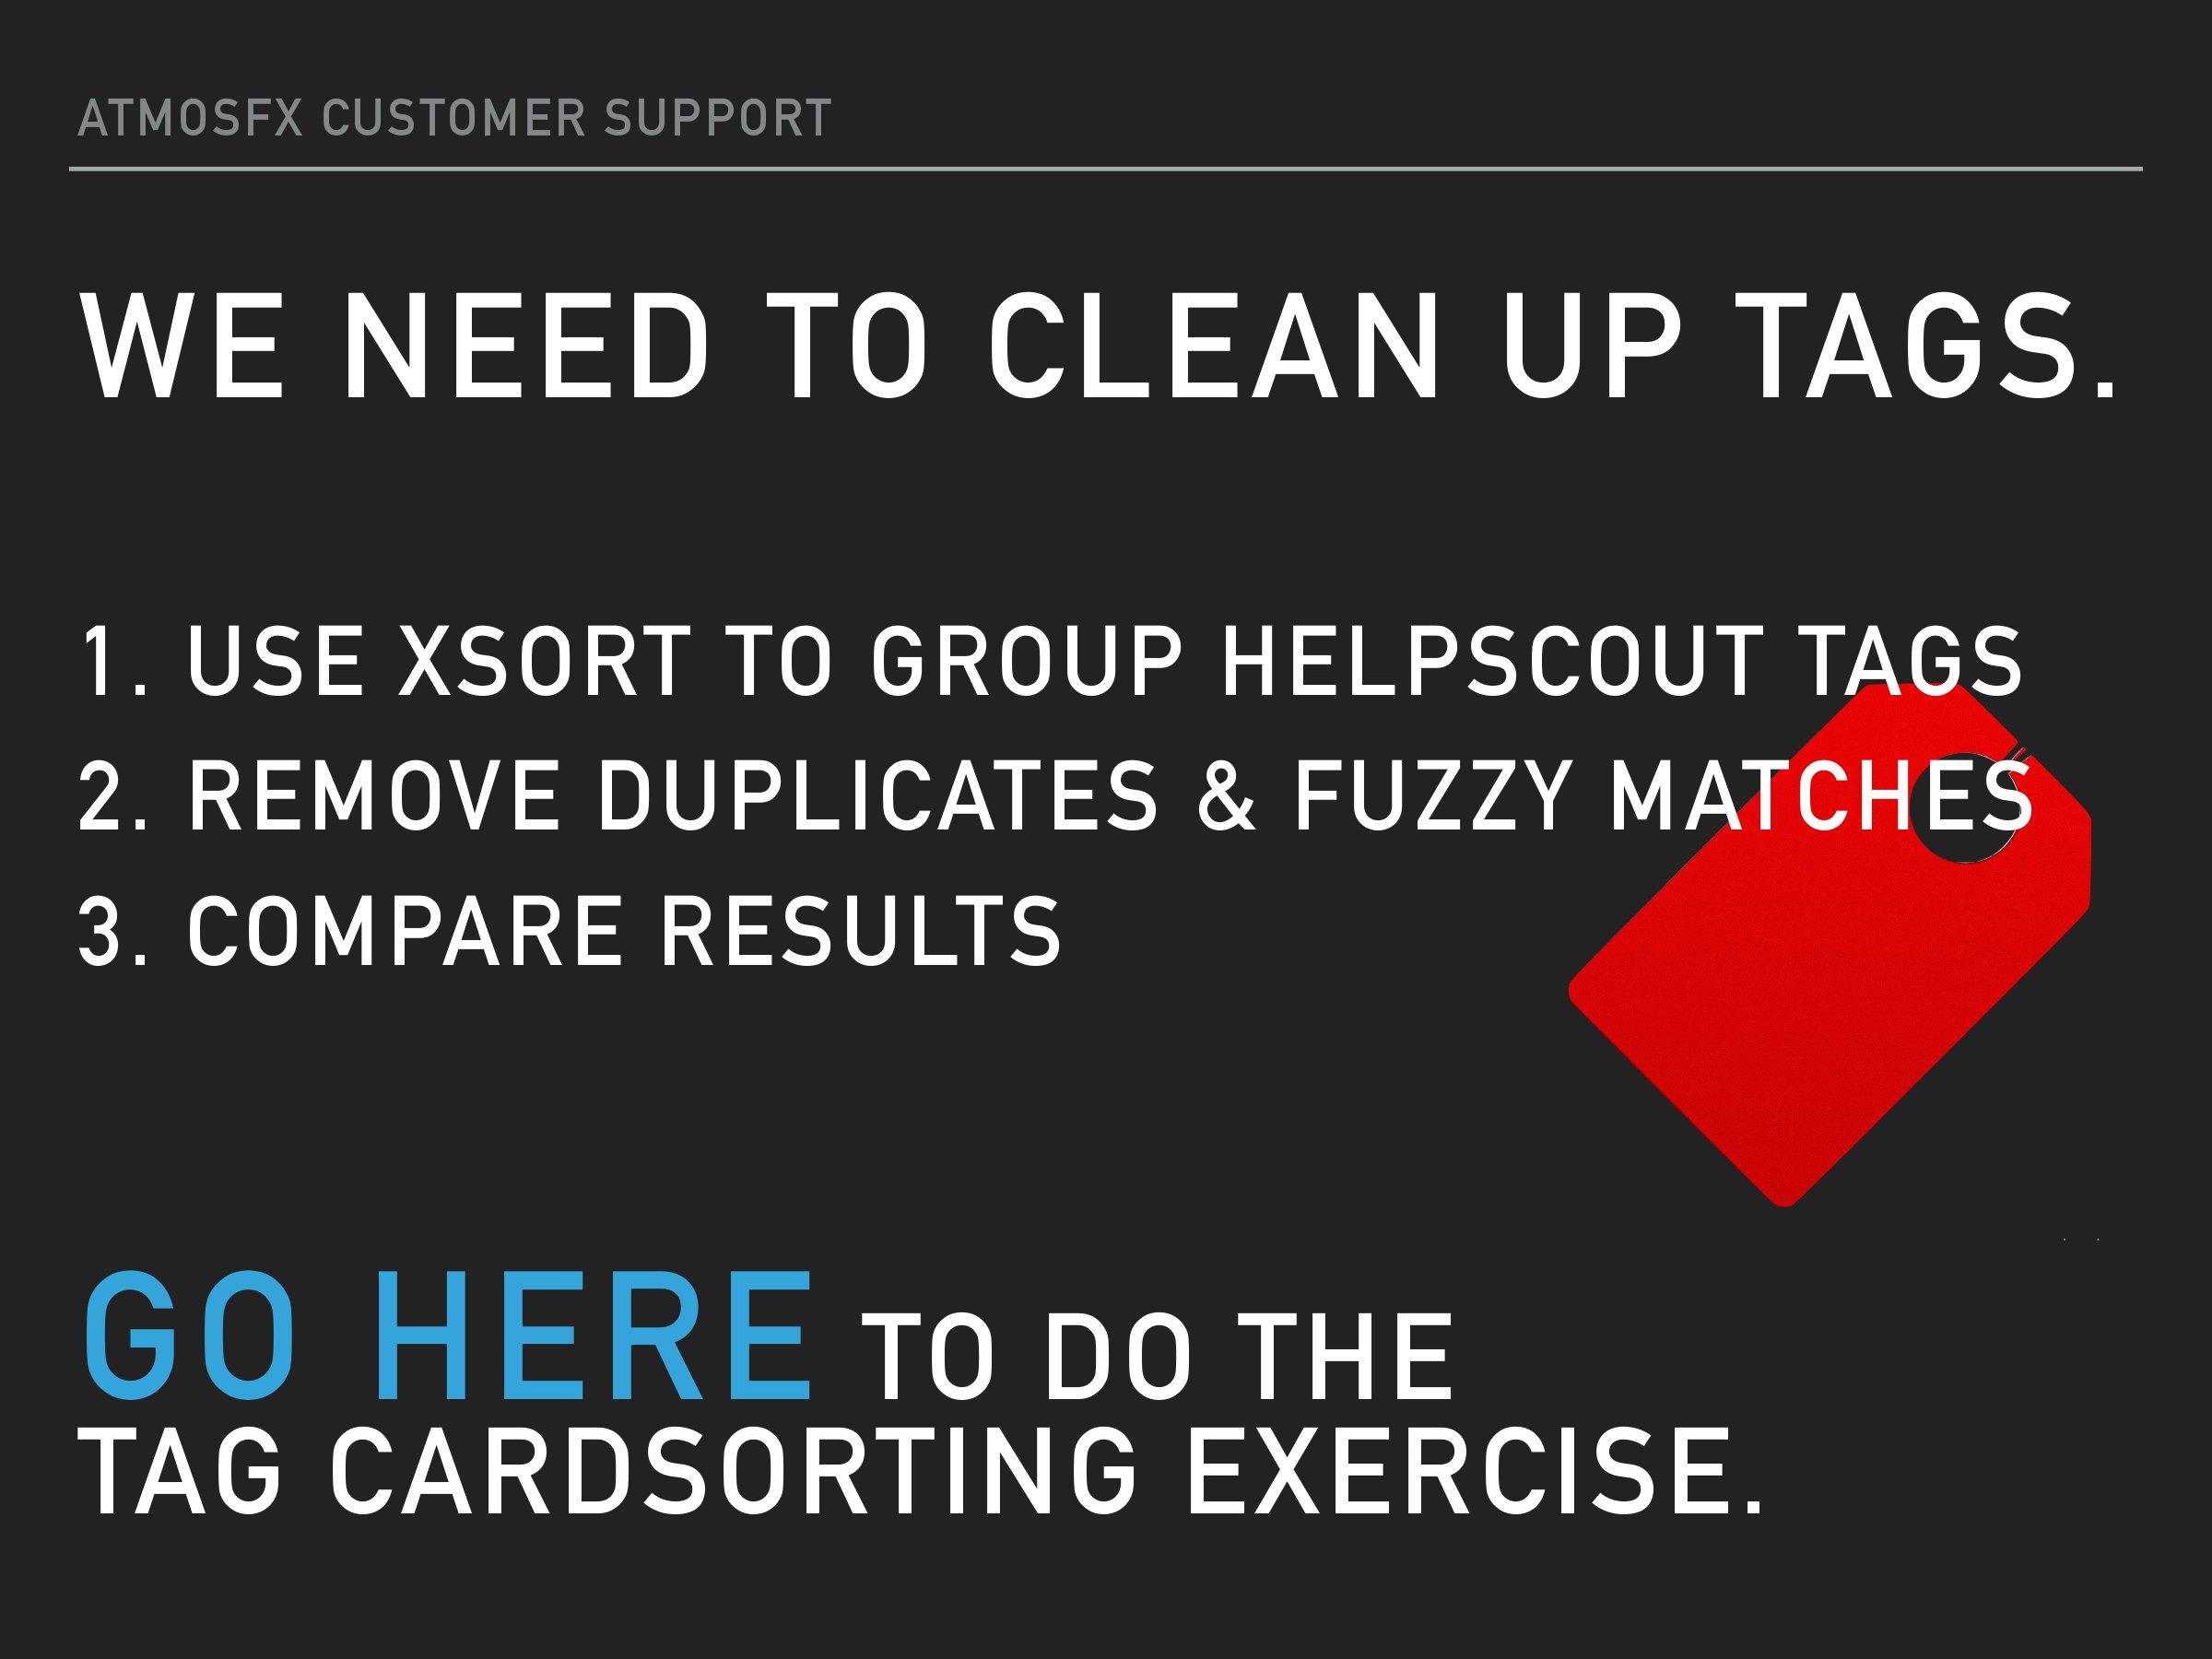 ATMOSFX CUSTOMER SUPPORT
WE NEED TO CLEAN UP TAGS.
1. USE XSORT TO GROUP HELPSCOUT TAGS
2. REMOVE DUPLICATES & FUZZY MATCHES
3. COMPARE RESULTS
GO HERE TO DO THE
TAG CARDSORTING EXERCISE.